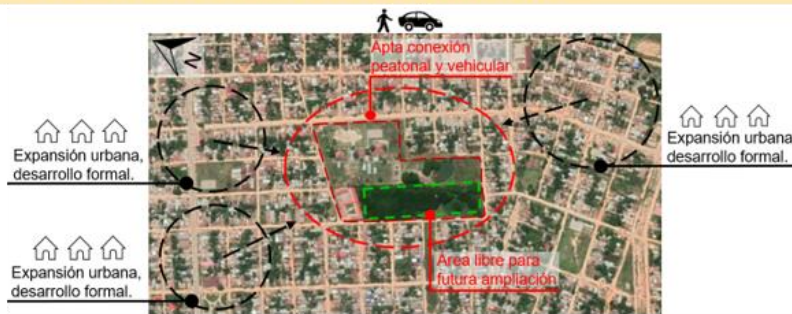 Apta conexión
peatonal y vehicular
N
Expansión urbana,
desarrollo formal.
Expansión urbana,
desarrollo formal.
Expansión urbana,
desarrollo formal.
Área libre para
futura ampliación